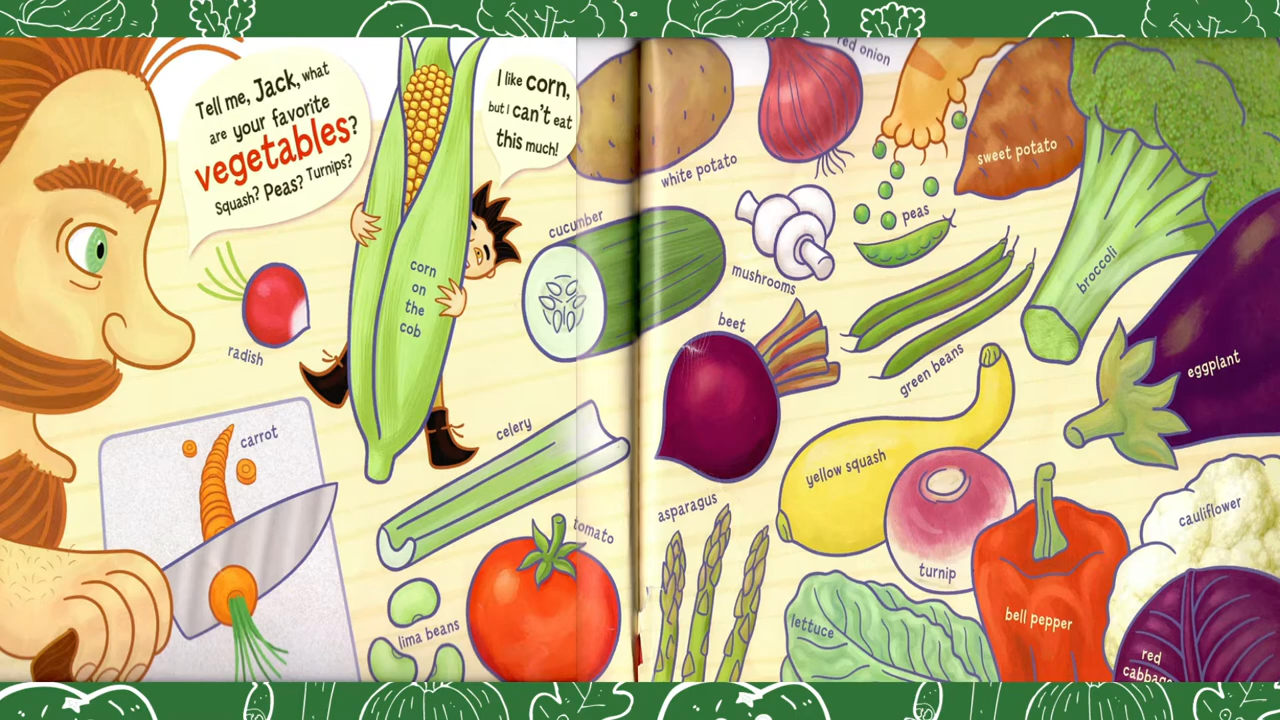 Tell me, Jack, what
are your favorite
vegetables?
Squash? Peas? Turnips?
I like corn,
but I can't eat
this much!
corn
on
the
cob
radish
carrot
celery
cucumber
tomato
lima beans
white potato
red onion
sweet potato
peas
mushrooms
beet
green beans
broccoli
eggplant
yellow squash
asparagus
turnip
cauliflower
bell pepper
lettuce
red
cabbage